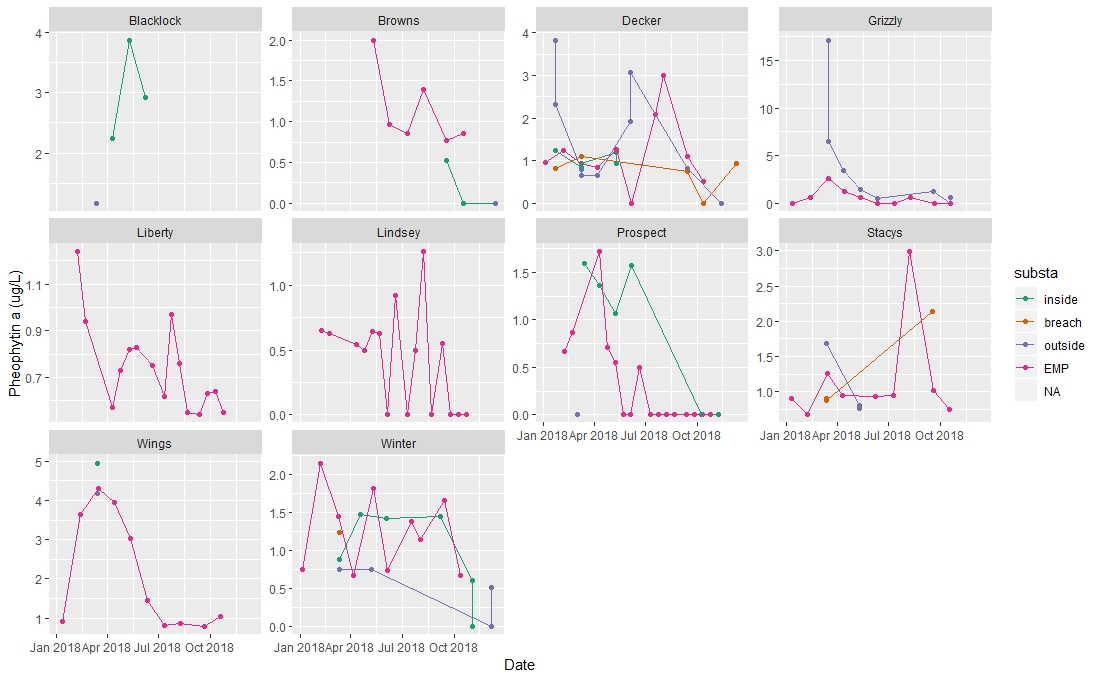 Blacklock Browns Decker Grizzly
4 3 2
2.0 1.5 1.0 0.5 0.0
4 3 2 1 0
15 10 5 0
Liberty Lindsey Prospect Stacys
1.1 0.9 0.7
1.0 0.5 0.0
1.5 1.0 0.5 0.0
3.0 2.5 2.0 1.5 1.0
Jan 2018 Apr 2018 Jul 2018 Oct 2018 Jan 2018 Apr 2018 Jul 2018 Oct 2018
Wings Winter
5 4 3 2 1
2.0 1.5 1.0 0.5 0.0
Jan 2018 Apr 2018 Jul 2018 Oct 2018 Jan 2018 Apr 2018 Jul 2018 Oct 2018
Pheophytin a (ug/L)
Date
substa
inside
breach
outside
EMP
NA